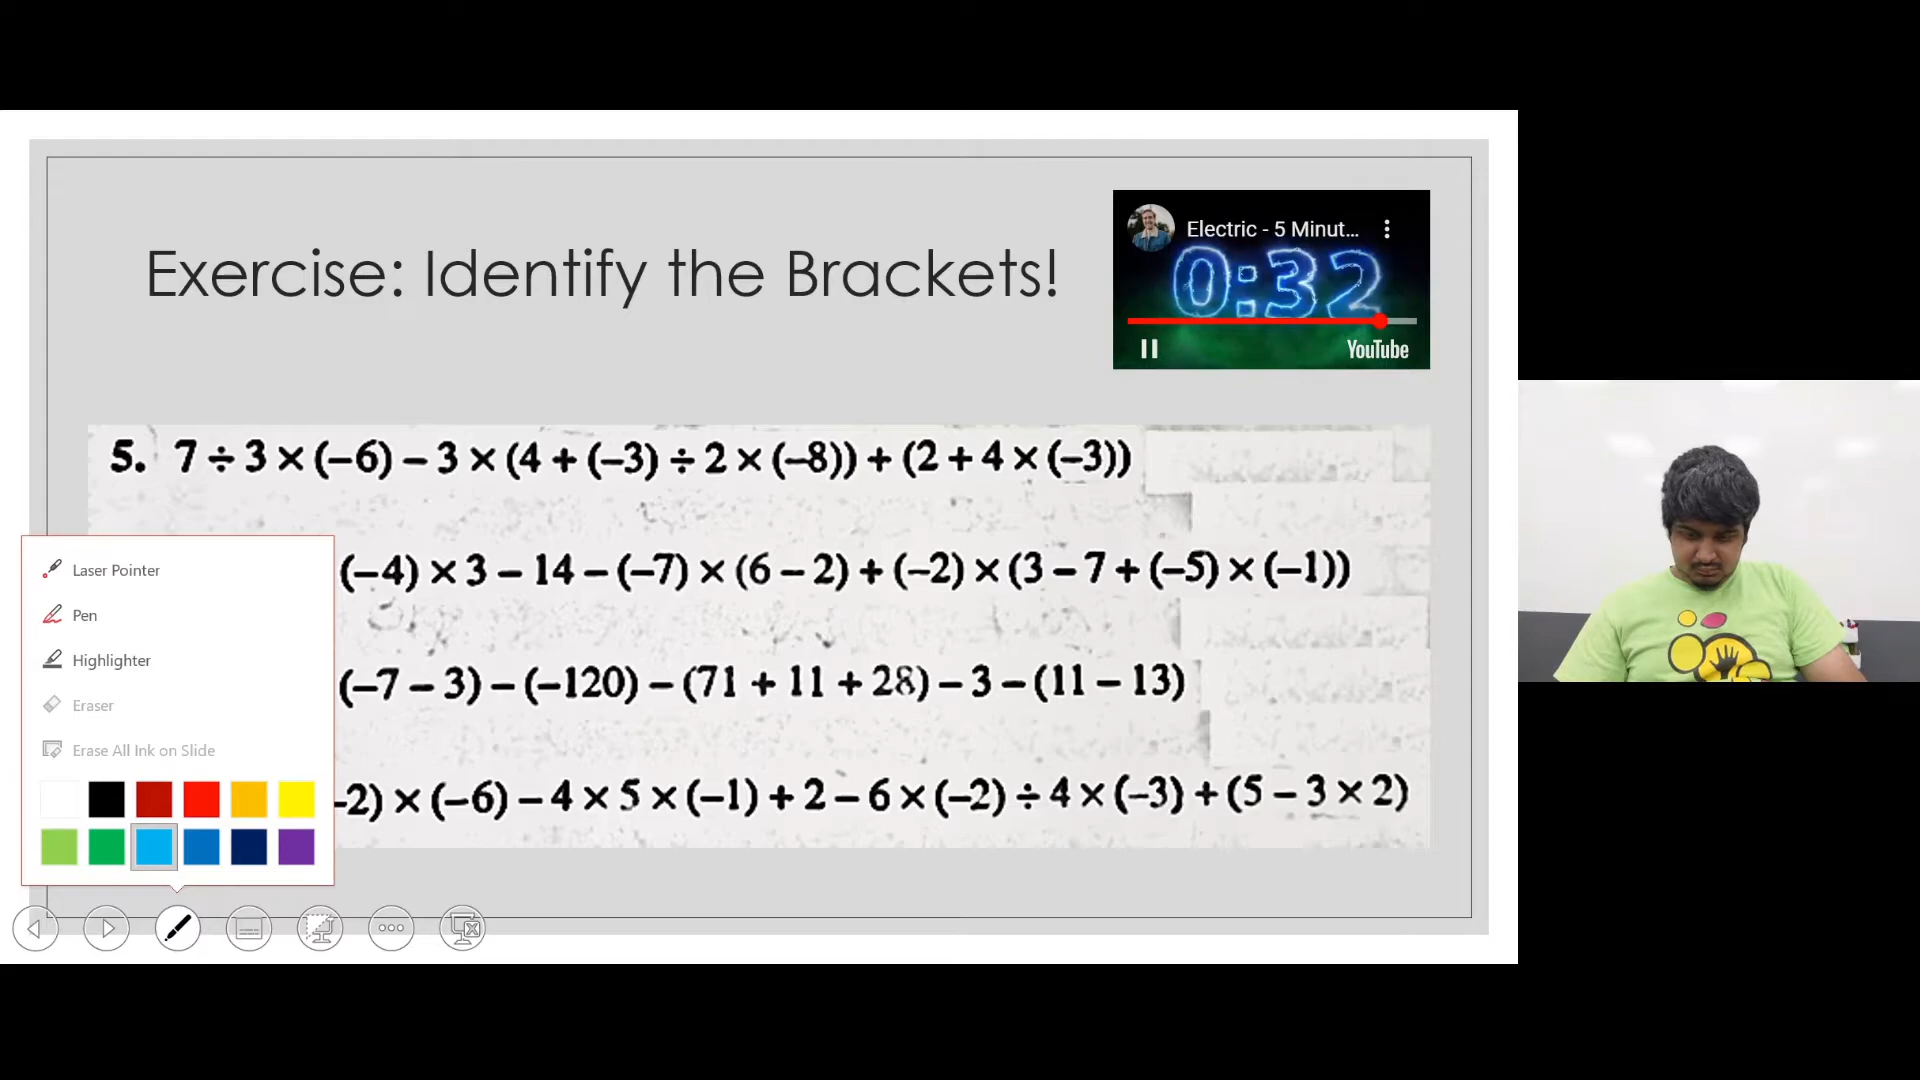 Exercise: Identify the Brackets!
Electric - 5 Minut...
0:32
YouTube
5. 7 ÷ 3 × (−6) − 3 × (4 + (−3) ÷ 2 × (−8)) + (2 + 4 × (−3))
(−4) × 3 − 14 − (−7) × (6 − 2) + (−2) × (3 − 7 + (−5) × (−1))
(−7 − 3) − (−120) − (71 + 11 + 28) − 3 − (11 − 13)
-2) × (−6) − 4 × 5 × (−1) + 2 − 6 × (−2) ÷ 4 × (−3) + (5 − 3 × 2)
Laser Pointer
Pen
Highlighter
Eraser
Erase All Ink on Slide